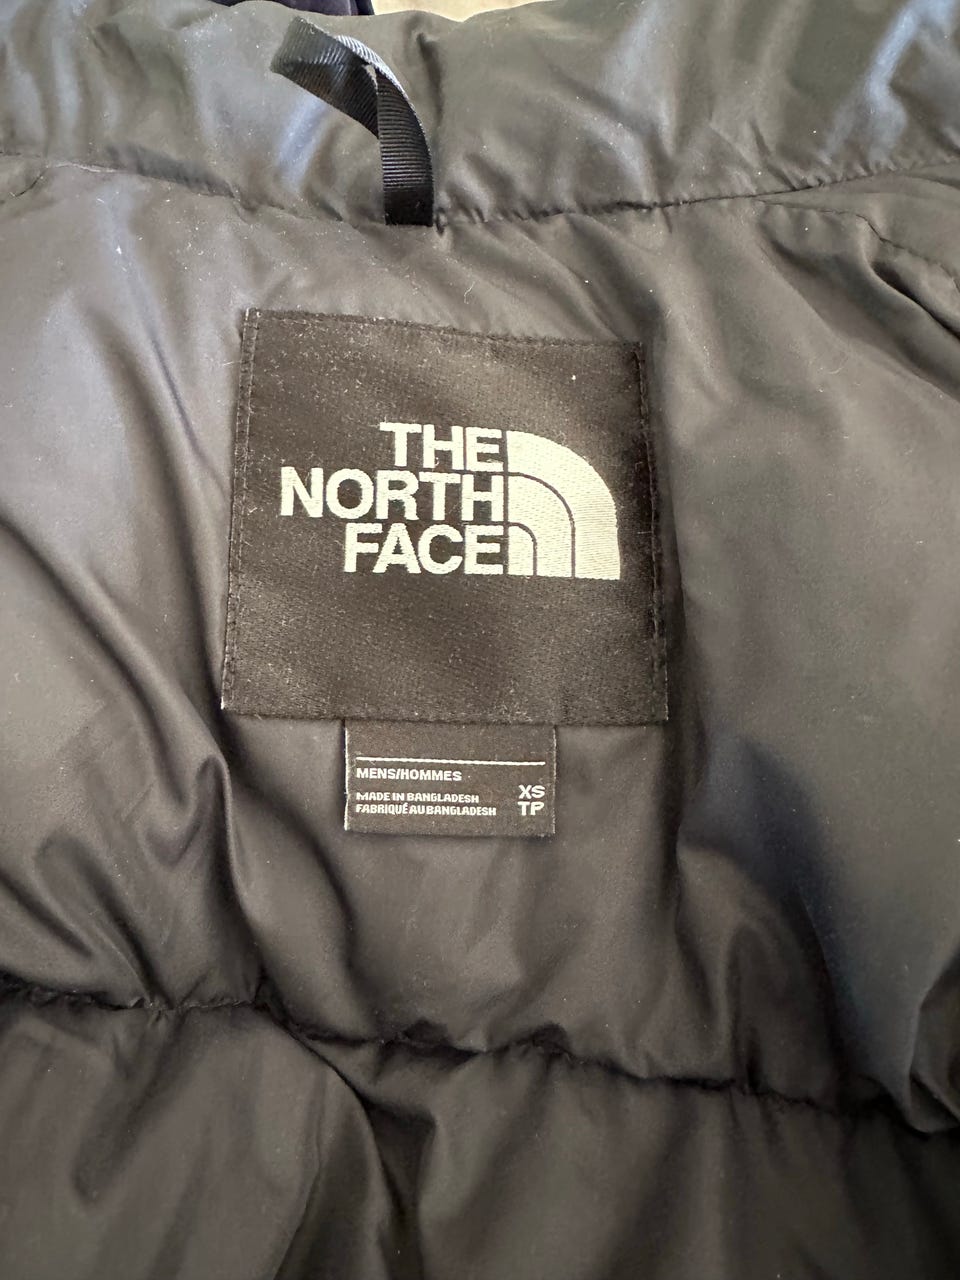 THE
NORTH
FACE
MENS/HOMMES
MADE IN BANGLADESH
FABRIQUÉ AU BANGLADESH
XS
TP